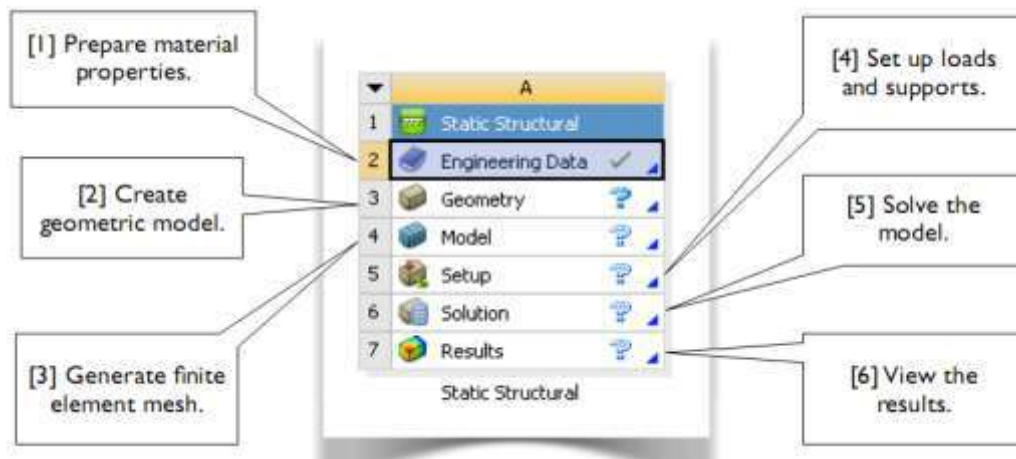 [1] Prepare material
properties.
[2] Create
geometric model.
[3] Generate finite
element mesh.
A
1 Static Structural
2 Engineering Data
3 Geometry
4 Model
5 Setup
6 Solution
7 Results
Static Structural
[4] Set up loads
and supports.
[5] Solve the
model.
[6] View the
results.